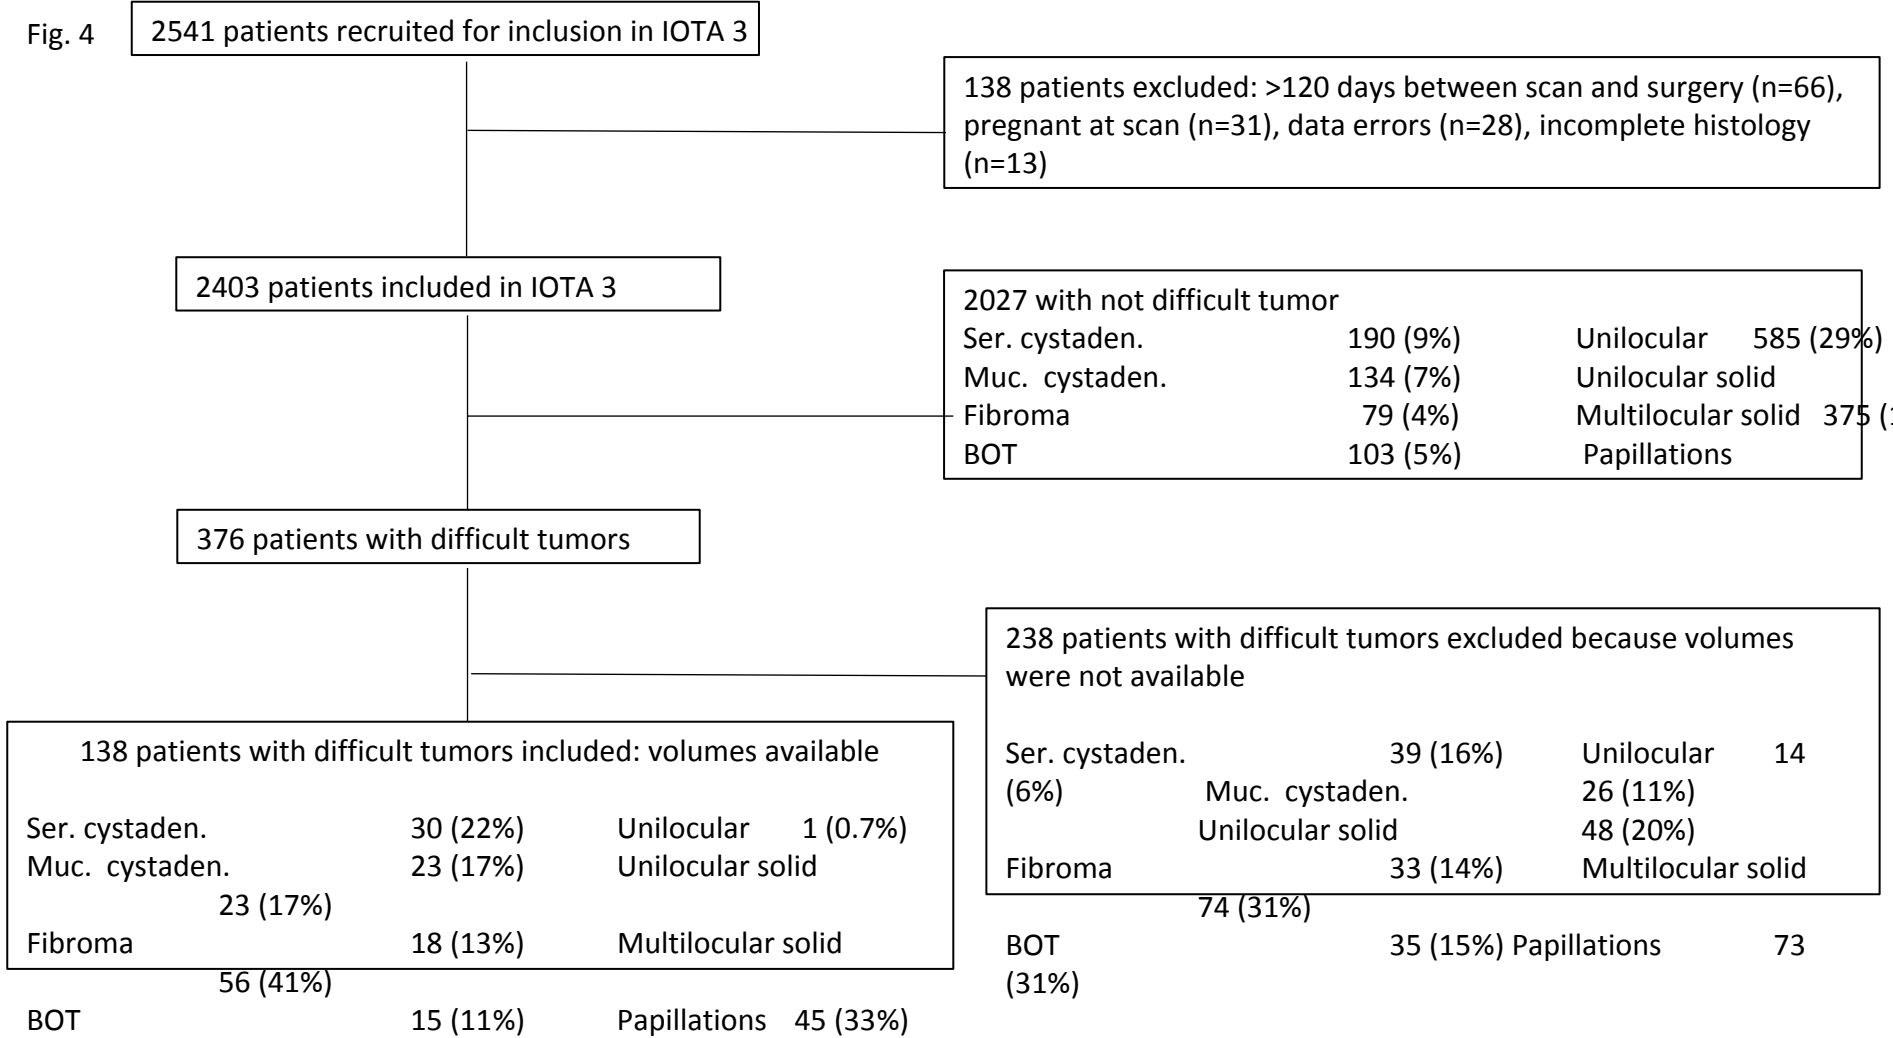 Fig. 4
2541 patients recruited for inclusion in IOTA 3
138 patients excluded: >120 days between scan and surgery (n=66),
pregnant at scan (n=31), data errors (n=28), incomplete histology
(n=13)
2403 patients included in IOTA 3
2027 with not difficult tumor
Ser. cystaden. 190 (9%) Unilocular 585 (29%)
Muc. cystaden. 134 (7%) Unilocular solid
Fibroma 79 (4%) Multilocular solid 375 (
BOT 103 (5%) Papillations
376 patients with difficult tumors
238 patients with difficult tumors excluded because volumes
were not available
Ser. cystaden. 39 (16%) Unilocular 14
(6%) Muc. cystaden. 26 (11%)
Unilocular solid 48 (20%)
Fibroma 33 (14%) Multilocular solid
74 (31%)
BOT 35 (15%) Papillations 73
(31%)
138 patients with difficult tumors included: volumes available
Ser. cystaden. 30 (22%) Unilocular 1 (0.7%)
Muc. cystaden. 23 (17%) Unilocular solid
23 (17%)
Fibroma 18 (13%) Multilocular solid
56 (41%)
BOT 15 (11%) Papillations 45 (33%)